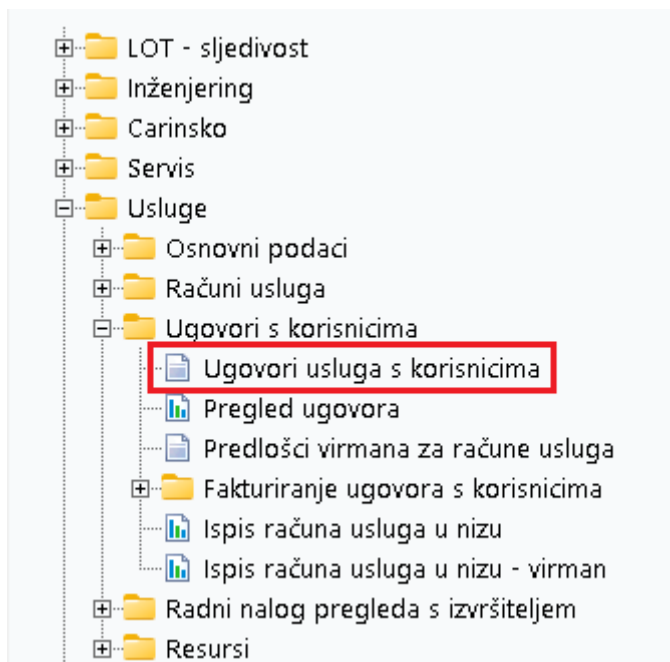 LOT - sljedivost
Inženjering
Carinsko
Servis
Usluge
Osnovni podaci
Računi usluga
Ugovori s korisnicima
Ugovori usluga s korisnicima
Pregled ugovora
Predlošci virmana za račune usluga
Fakturiranje ugovora s korisnicima
Ispis računa usluga u nizu
Ispis računa usluga u nizu - virman
Radni nalog pregleda s izvršiteljem
Resursi